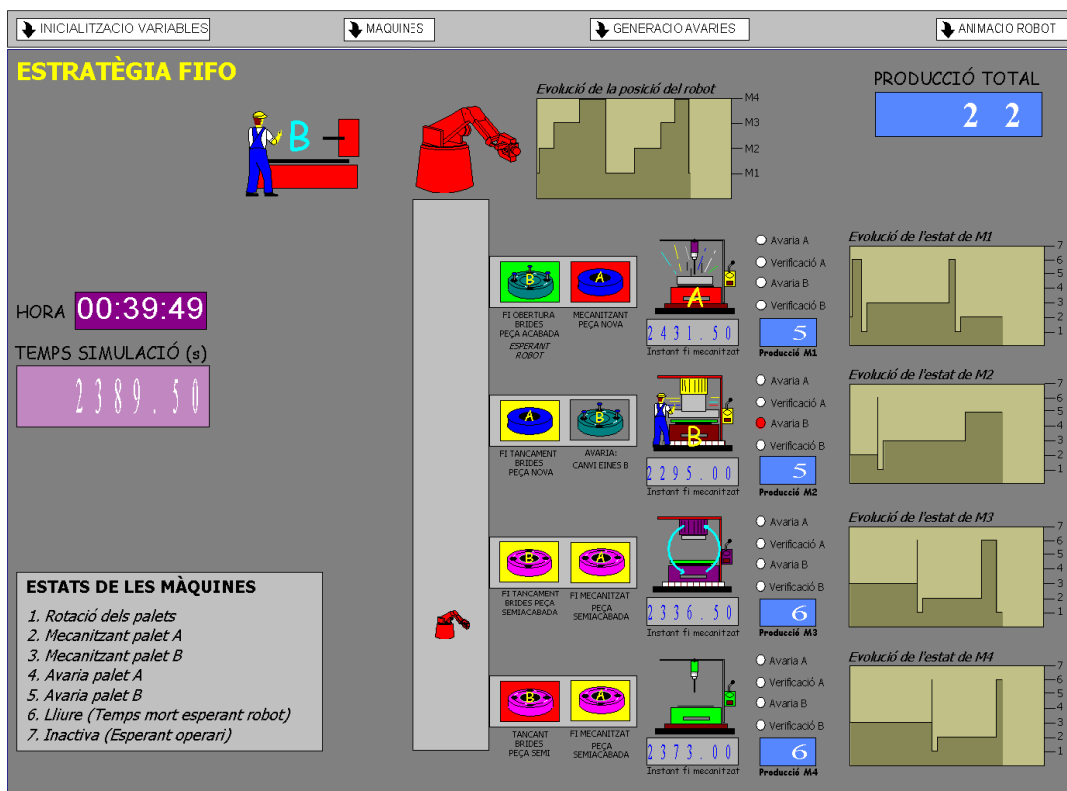 INICIALITZACIO VARIABLES
MAQUINES
GENERACIO AVARIES
ANIMACIO ROBOT
ESTRATÈGIA FIFO
B
Evolució de la posició del robot
M4
M3
M2
M1
PRODUCCIÓ TOTAL
2 2
HORA 00:39:49
TEMPS SIMULACIÓ (s)
2389.50
B
A
FI OBERTURA
BRIDES
PEÇA ACABADA
ESPERANT
ROBOT
MECANITZANT
PEÇA NOVA
A
2431.50
Instant fi mecanitzat
Avaria A
Verificació A
Avaria B
Verificació B
5
Producció M1
Evolució de l'estat de M1
7
6
5
4
3
2
1
A
B
FI TANCAMENT
BRIDES
PEÇA NOVA
AVARIA:
CANVI EINES B
B
2295.00
Instant fi mecanitzat
Avaria A
Verificació A
Avaria B
Verificació B
5
Producció M2
Evolució de l'estat de M2
7
6
5
4
3
2
1
B
A
FI TANCAMENT
BRIDES PEÇA
SEMIACABADA
FI MECANITZAT
PEÇA
SEMIACABADA
2336.50
Instant fi mecanitzat
Avaria A
Verificació A
Avaria B
Verificació B
6
Producció M3
Evolució de l'estat de M3
7
6
5
4
3
2
1
B
A
TANCANT
BRIDES
PEÇA SEMI
FI MECANITZAT
PEÇA
SEMIACABADA
2373.00
Instant fi mecanitzat
Avaria A
Verificació A
Avaria B
Verificació B
6
Producció M4
Evolució de l'estat de M4
7
6
5
4
3
2
1
ESTATS DE LES MÀQUINES
1. Rotació dels palets
2. Mecanitzant palet A
3. Mecanitzant palet B
4. Avaria palet A
5. Avaria palet B
6. Lliure (Temps mort esperant robot)
7. Inactiva (Esperant operari)